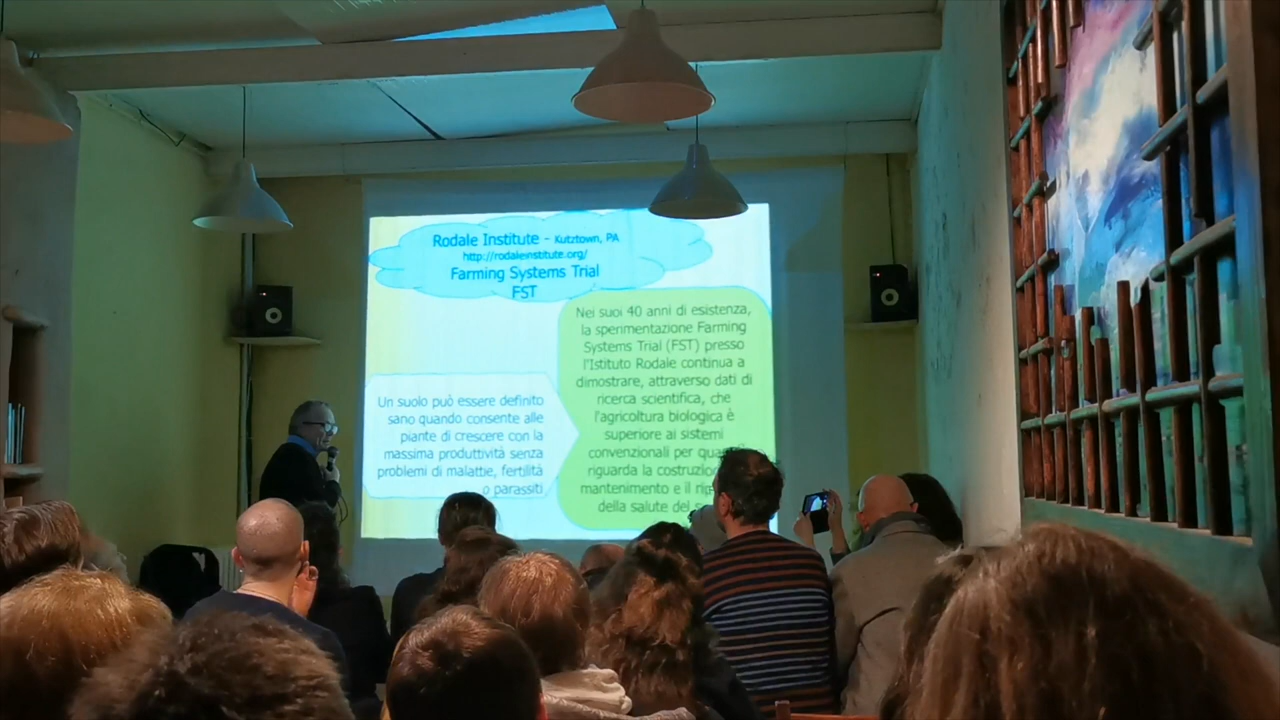 Rodale Institute - Kutztown, PA
http://rodaleinstitute.org/
Farming Systems Trial
FST
Un suolo può essere definito
sano quando consente alle
piante di crescere con la
massima produttività senza
problemi di malattie, fertilità
o parassiti
Nei suoi 40 anni di esistenza,
la sperimentazione Farming
Systems Trial (FST) presso
l'Istituto Rodale continua a
dimostrare, attraverso dati di
ricerca scientifica, che
l'agricoltura biologica è
superiore ai sistemi
convenzionali per
riguarda la
mantenimento e il
della salute del